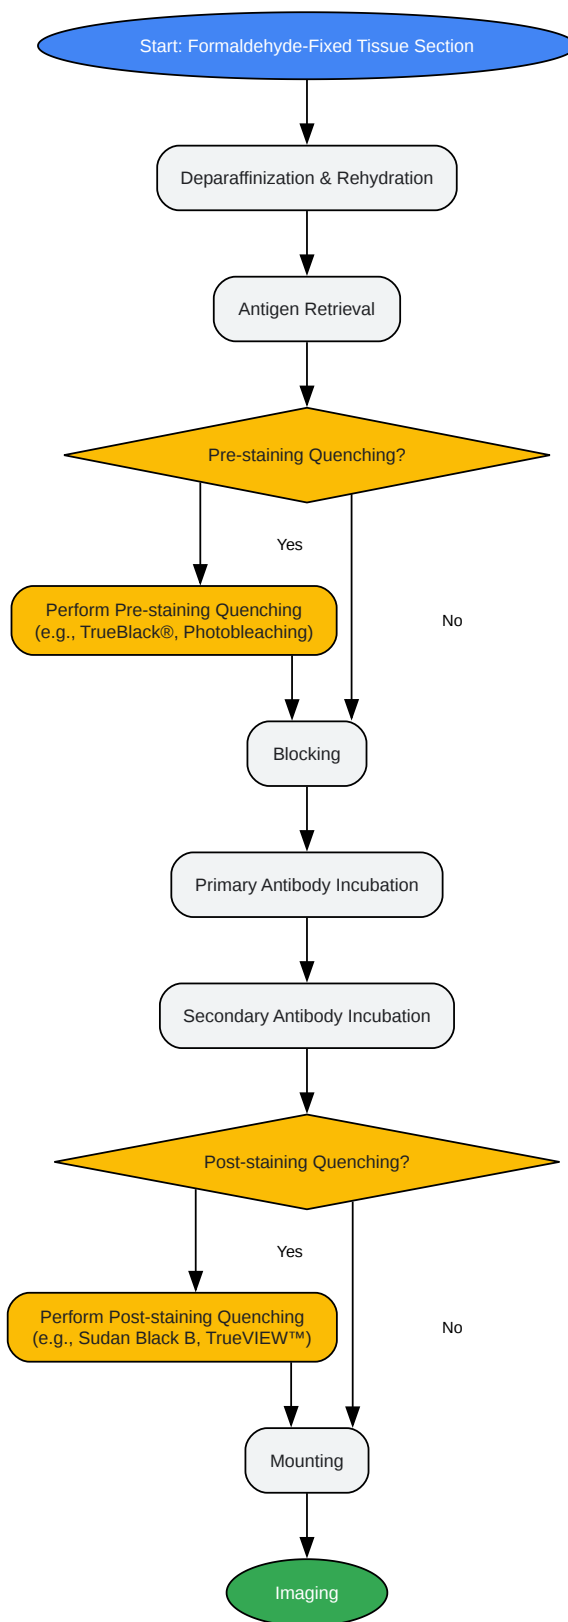 Start: Formaldehyde-Fixed Tissue Section
Deparaffinization & Rehydration
Antigen Retrieval
Pre-staining Quenching?
Yes
Perform Pre-staining Quenching
(e.g., TrueBlack®, Photobleaching)
No
Blocking
Primary Antibody Incubation
Secondary Antibody Incubation
Post-staining Quenching?
Yes
Perform Post-staining Quenching
(e.g., Sudan Black B, TrueVIEW™)
No
Mounting
Imaging